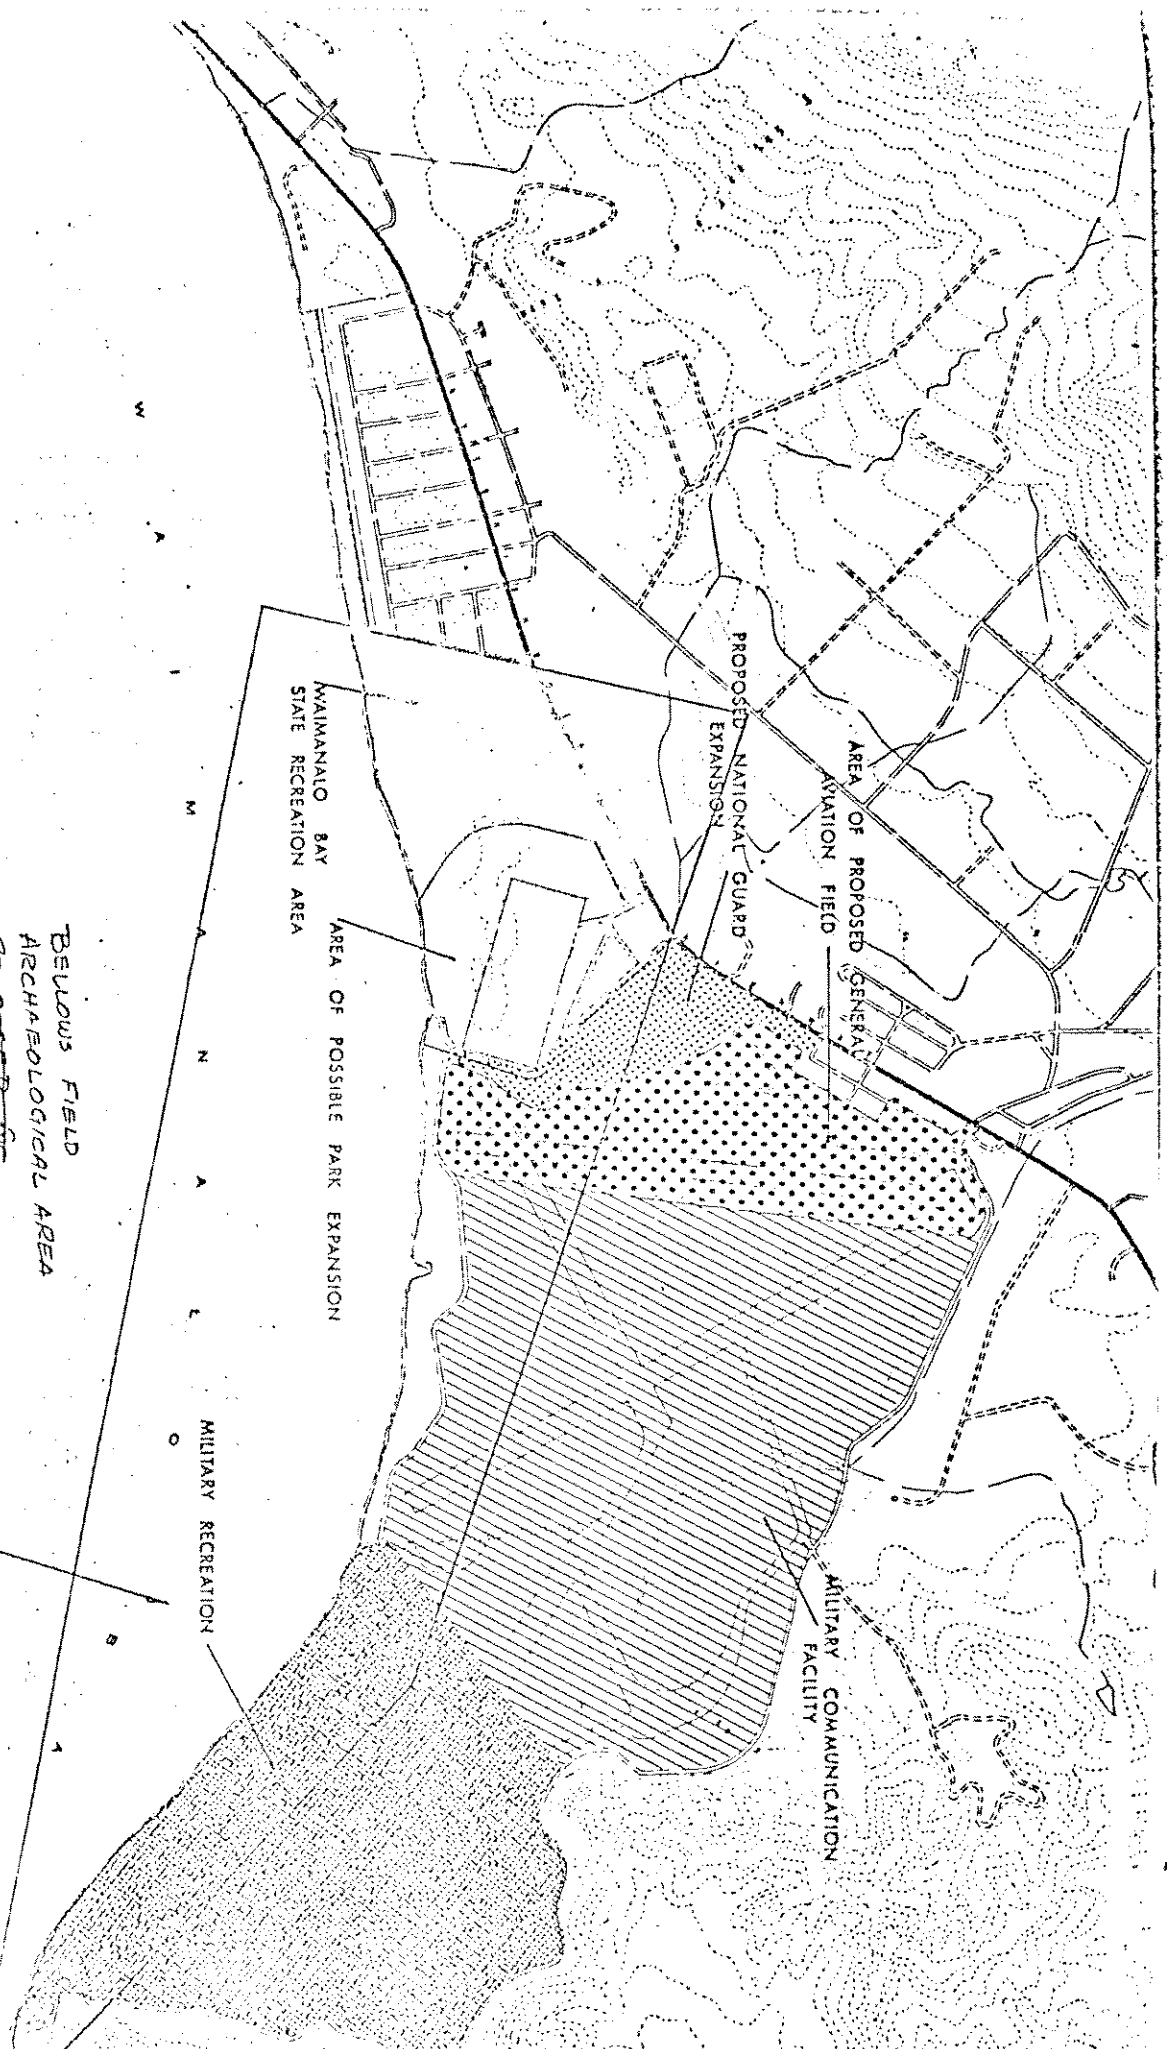 PROPOSED NATIONAL GUARD
EXPANSION
AREA OF PROPOSED GENERAL
AVIATION FIELD
WAIMANALO BAY
STATE RECREATION AREA
AREA OF POSSIBLE PARK EXPANSION
MILITARY COMMUNICATION
FACILITY
MILITARY RECREATION
W A I M A N A L O B A
BELLOWS FIELD
ARCHAEOLOGICAL AREA